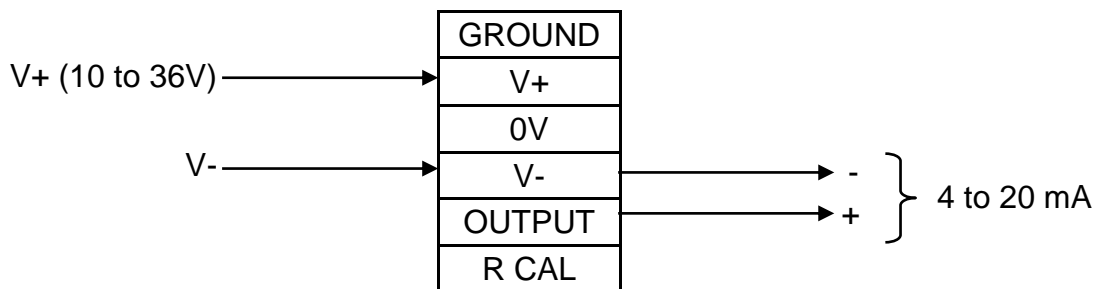 GROUND
V+ (10 to 36V)
V+
0V
V-
V-
-
OUTPUT
+
4 to 20 mA
R CAL